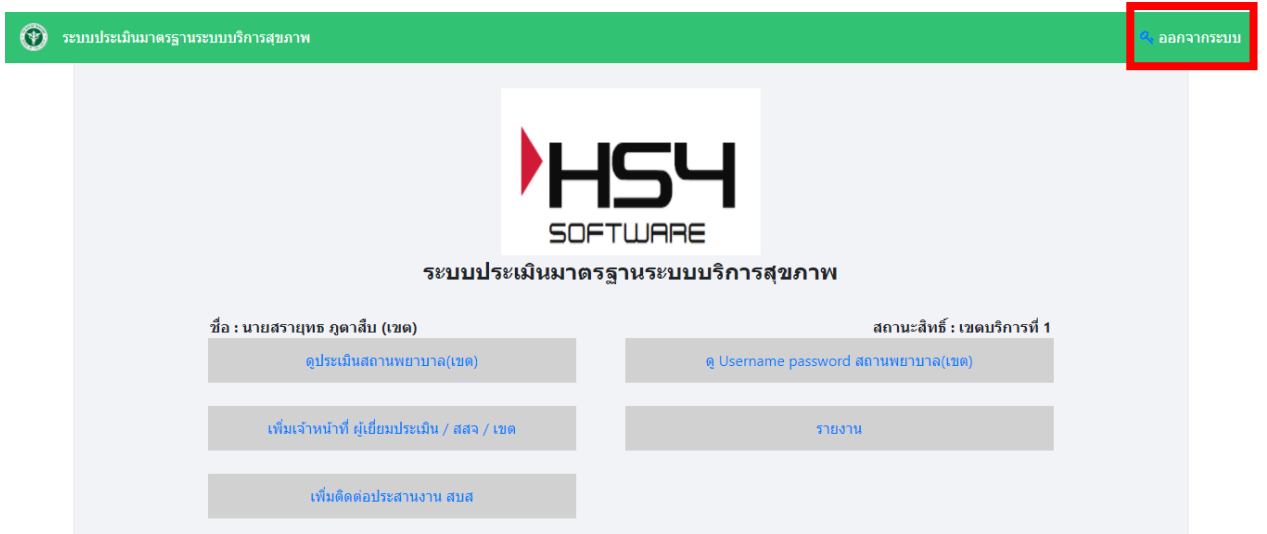 ระบบประเมินมาตรฐานระบบบริการสุขภาพ
ออกจากระบบ
HS4
SOFTWARE
ระบบประเมินมาตรฐานระบบบริการสุขภาพ
ชื่อ : นายสรายุทธ ภูดาสืบ (เขต)
สถานะสิทธิ์ : เขตบริการที่ 1
ดูประเมินสถานพยาบาล(เขต)
ดู Username password สถานพยาบาล(เขต)
เพิ่มเจ้าหน้าที่ ผู้เยี่ยมประเมิน / สสจ / เขต
รายงาน
เพิ่มติดต่อประสานงาน สบส